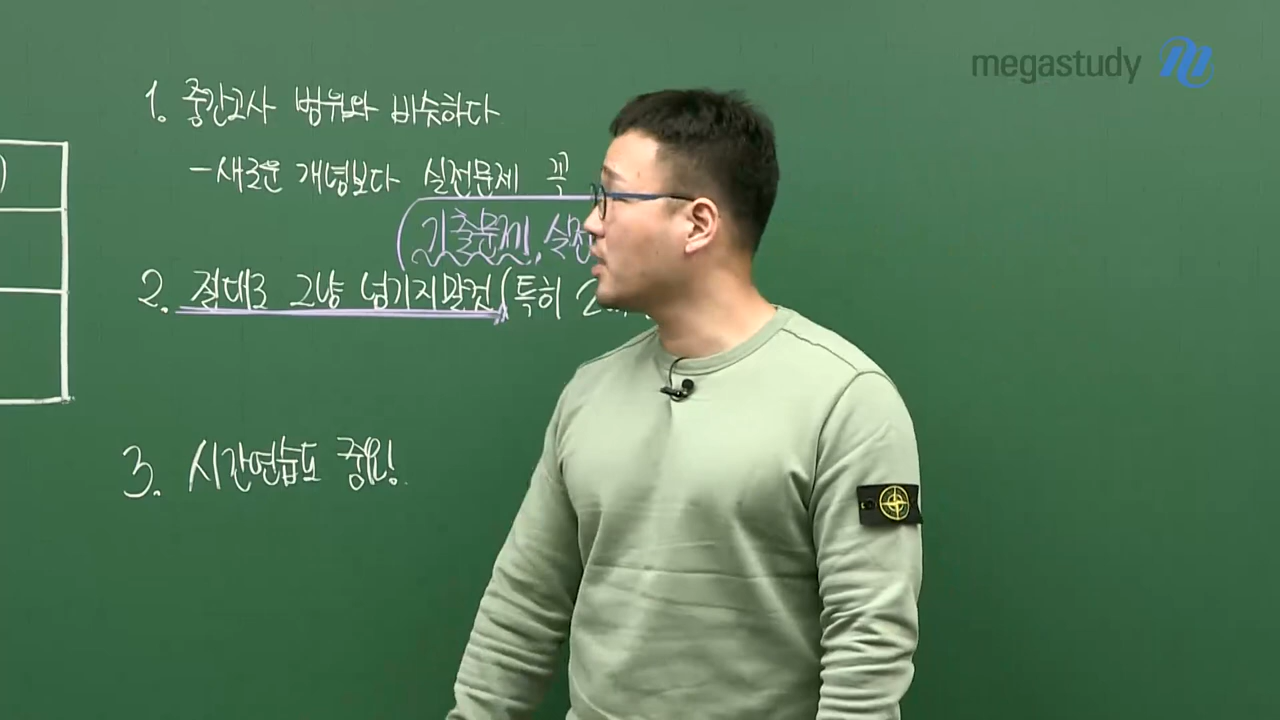 megastudy
1. 중간고사 범위와 비슷하다
- 새로운 개념보다 실전문제 꼭
기출문제, 실전
2. 절대로 그냥 넘기지말것 (특히 2
3. 시간연습도 중요!